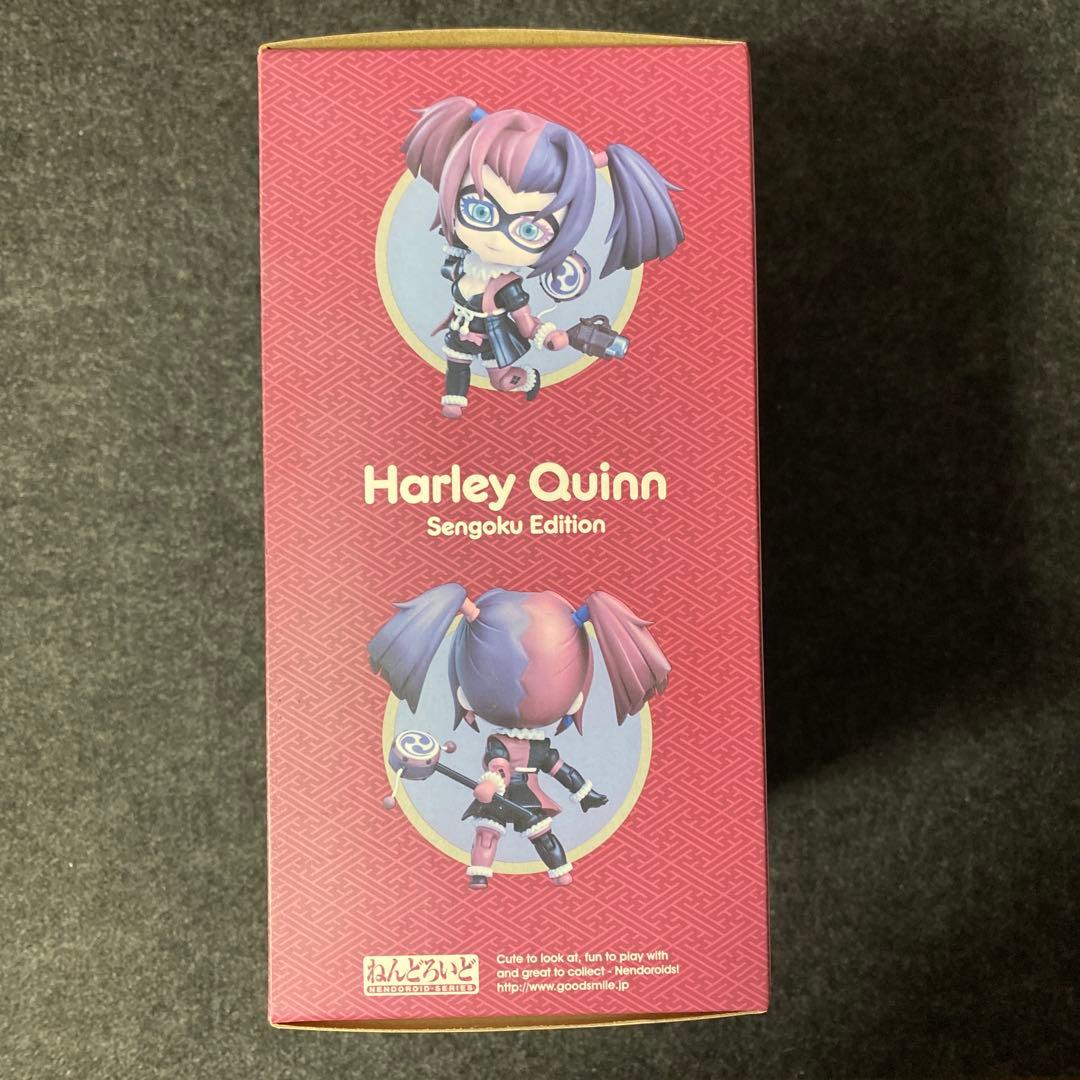 Harley Quinn
Sengoku Edition
ねんどろいど
NENDOROID-SERIES
Cute to look at, fun to play with
and great to collect - Nendoroids!
http://www.goodsmile.jp